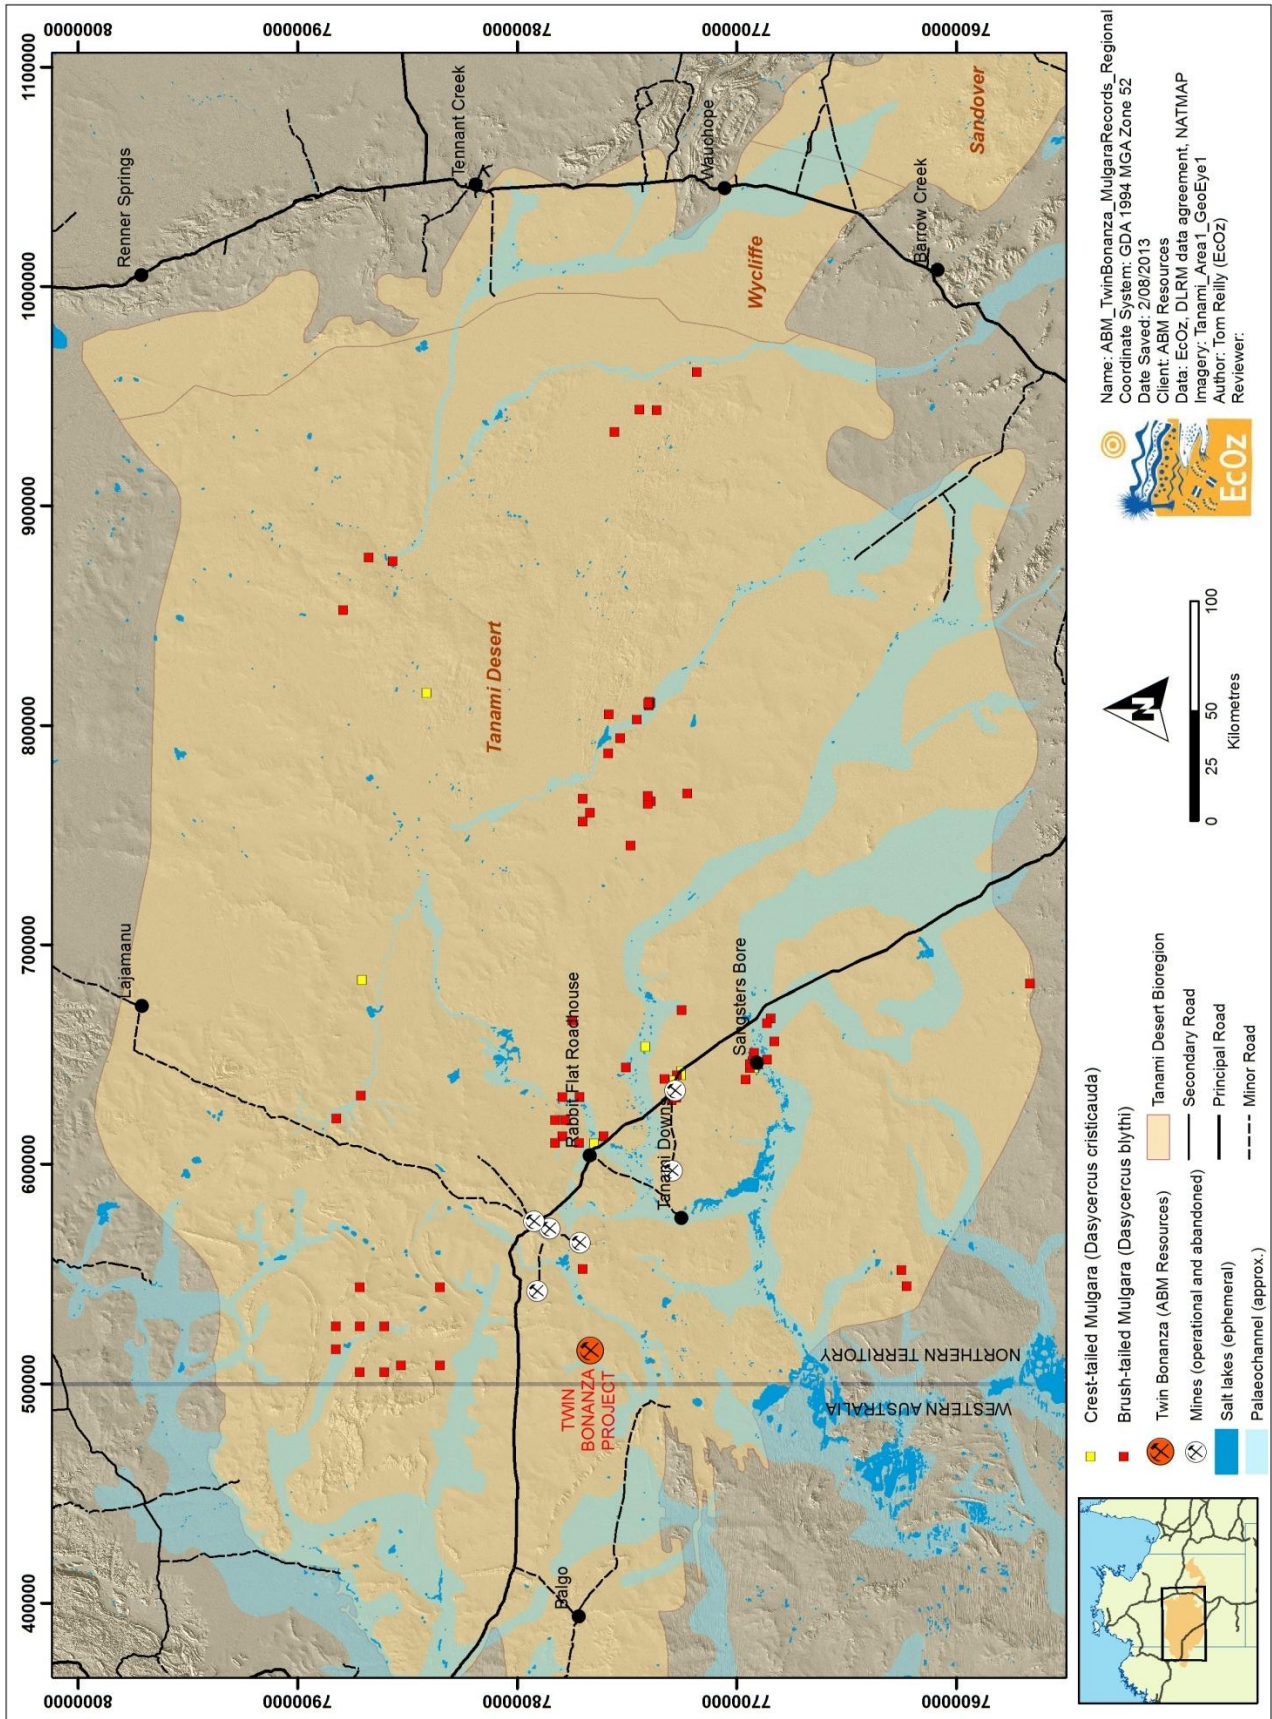 400000
500000
600000
700000
800000
900000
1000000
1100000
8000000
8000000
Lajamanu
Renner Springs
7900000
7900000
Tennant Creek
Tanami Desert
7800000
7800000
Balgo
TWIN
BONANZA
PROJECT
Rabbit Flat Roadhouse
Tanami Downs
Wauchope
Wycliffe
7700000
7700000
Sangsters Bore
WESTERN AUSTRALIA
NORTHERN TERRITORY
Barrow Creek
Sandover
7600000
7600000
Crest-tailed Mulgara (Dasycercus cristicauda)
Brush-tailed Mulgara (Dasycercus blythi)
Twin Bonanza (ABM Resources)
Mines (operational and abandoned)
Salt lakes (ephemeral)
Palaeochannel (approx.)
Tanami Desert Bioregion
Secondary Road
Principal Road
Minor Road
N
0 25 50 100
Kilometres
EcOz
Name: ABM_TwinBonanza_MulgaraRecords_Regional
Coordinate System: GDA 1994 MGA Zone 52
Date Saved: 2/08/2013
Client: ABM Resources
Data: EcOz, DLRM data agreement, NATMAP
Imagery: Tanami_Area1_GeoEye1
Author: Tom Reilly (EcOz)
Reviewer: